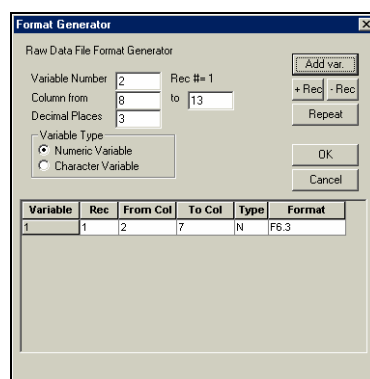 Format Generator
Raw Data File Format Generator
Variable Number 2 Rec #= 1
Column from 8 to 13
Decimal Places 3
Variable Type
Numeric Variable
Character Variable
Add var.
+ Rec - Rec
Repeat
OK
Cancel
Variable Rec From Col To Col Type Format
1 1 2 7 N F6.3